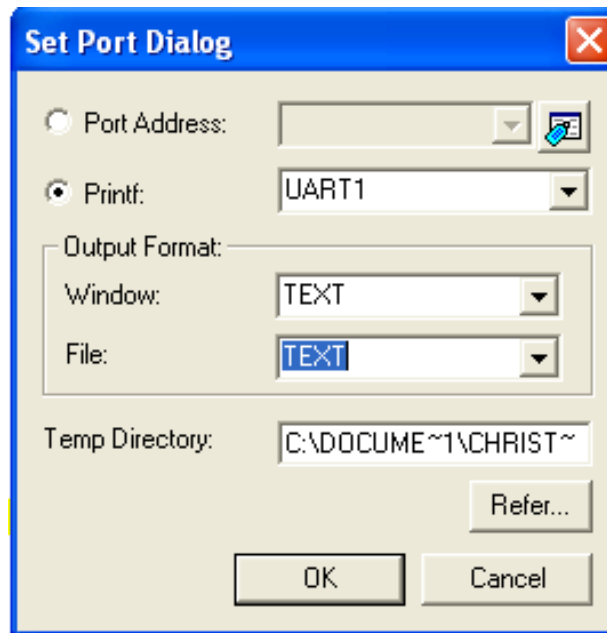 Set Port Dialog
Port Address:
Printf: UART1
Output Format:
Window: TEXT
File: TEXT
Temp Directory: C:\DOCUME~1\CHRIST~
Refer...
OK Cancel